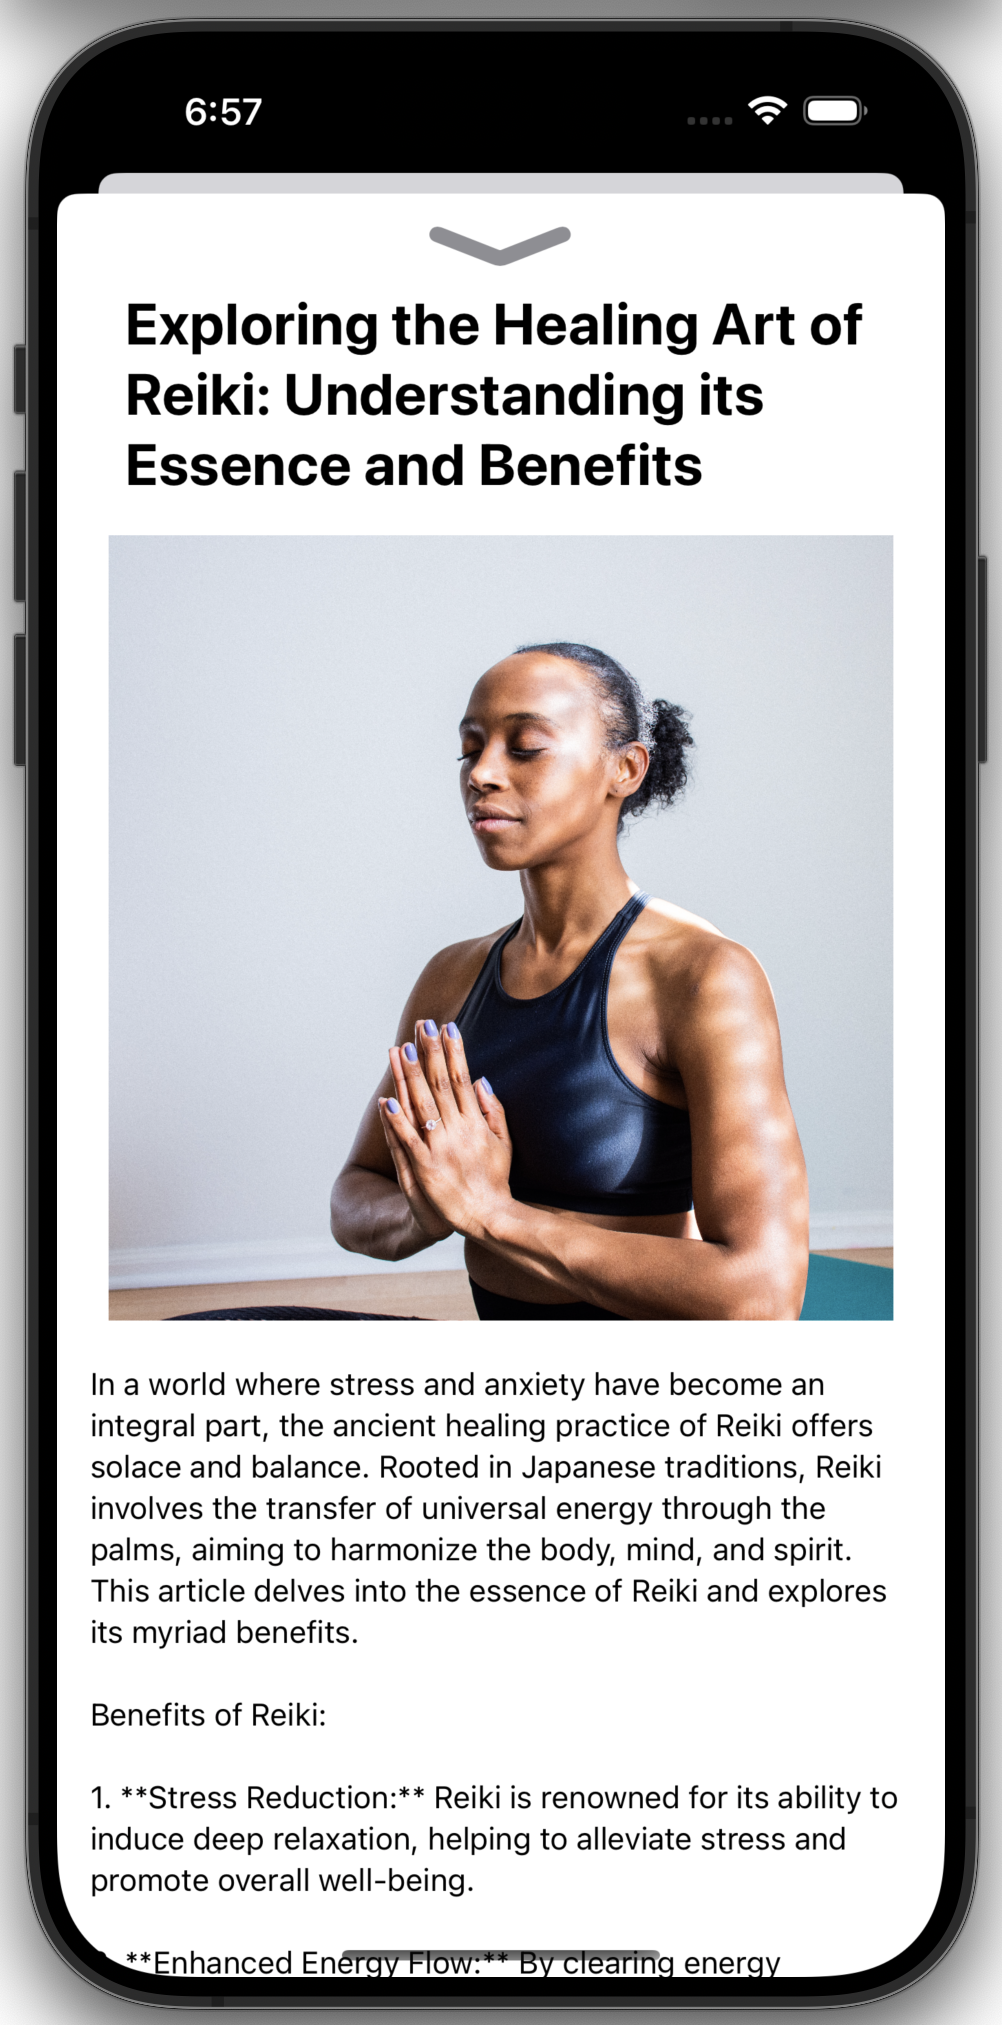 6:57
Exploring the Healing Art of
Reiki: Understanding its
Essence and Benefits
In a world where stress and anxiety have become an
integral part, the ancient healing practice of Reiki offers
solace and balance. Rooted in Japanese traditions, Reiki
involves the transfer of universal energy through the
palms, aiming to harmonize the body, mind, and spirit.
This article delves into the essence of Reiki and explores
its myriad benefits.
Benefits of Reiki:
1. **Stress Reduction:** Reiki is renowned for its ability to
induce deep relaxation, helping to alleviate stress and
promote overall well-being.
**Enhanced Energy Flow:** By clearing energy